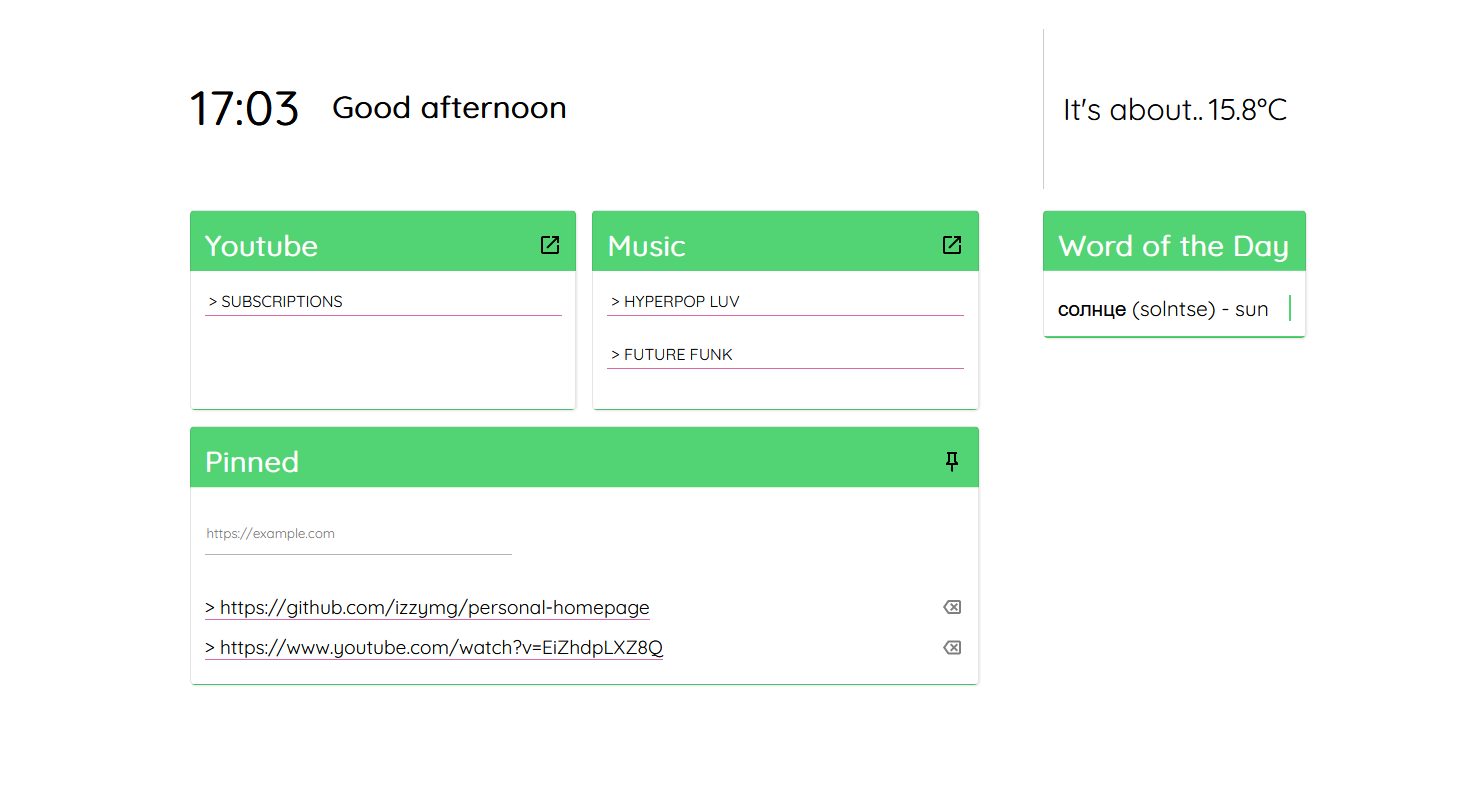 17:03 Good afternoon
It's about.. 15.8°C
Youtube
> SUBSCRIPTIONS
Music
> HYPERPOP LUV
> FUTURE FUNK
Word of the Day
солнце (solntse) - sun
Pinned
https://example.com
> https://github.com/izzymg/personal-homepage
> https://www.youtube.com/watch?v=EiZhdpLXZ8Q